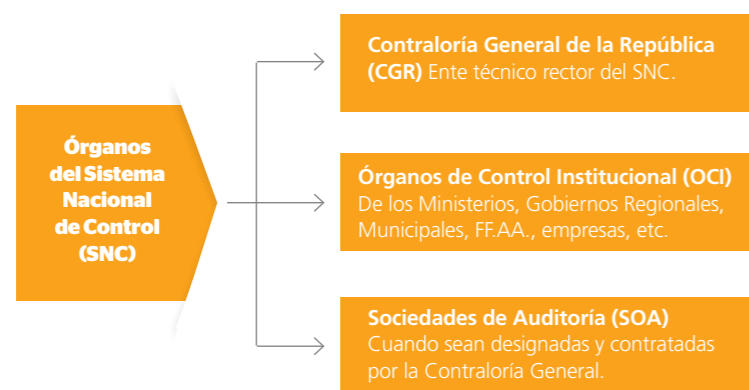 Órganos
del Sistema
Nacional
de Control
(SNC)
Contraloría General de la República
(CGR) Ente técnico rector del SNC.
Órganos de Control Institucional (OCI)
De los Ministerios, Gobiernos Regionales,
Municipales, FF.AA., empresas, etc.
Sociedades de Auditoría (SOA)
Cuando sean designadas y contratadas
por la Contraloría General.